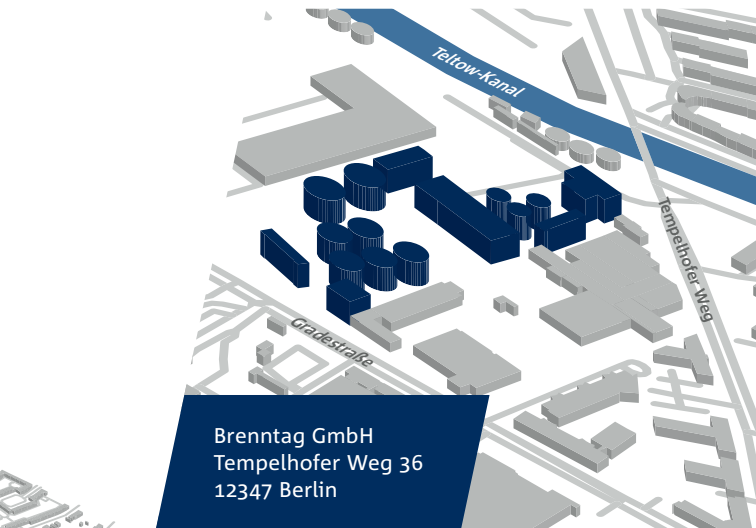 Teltow-Kanal
Tempelhofer Weg
Gradestraße
Brenntag GmbH
Tempelhofer Weg 36
12347 Berlin